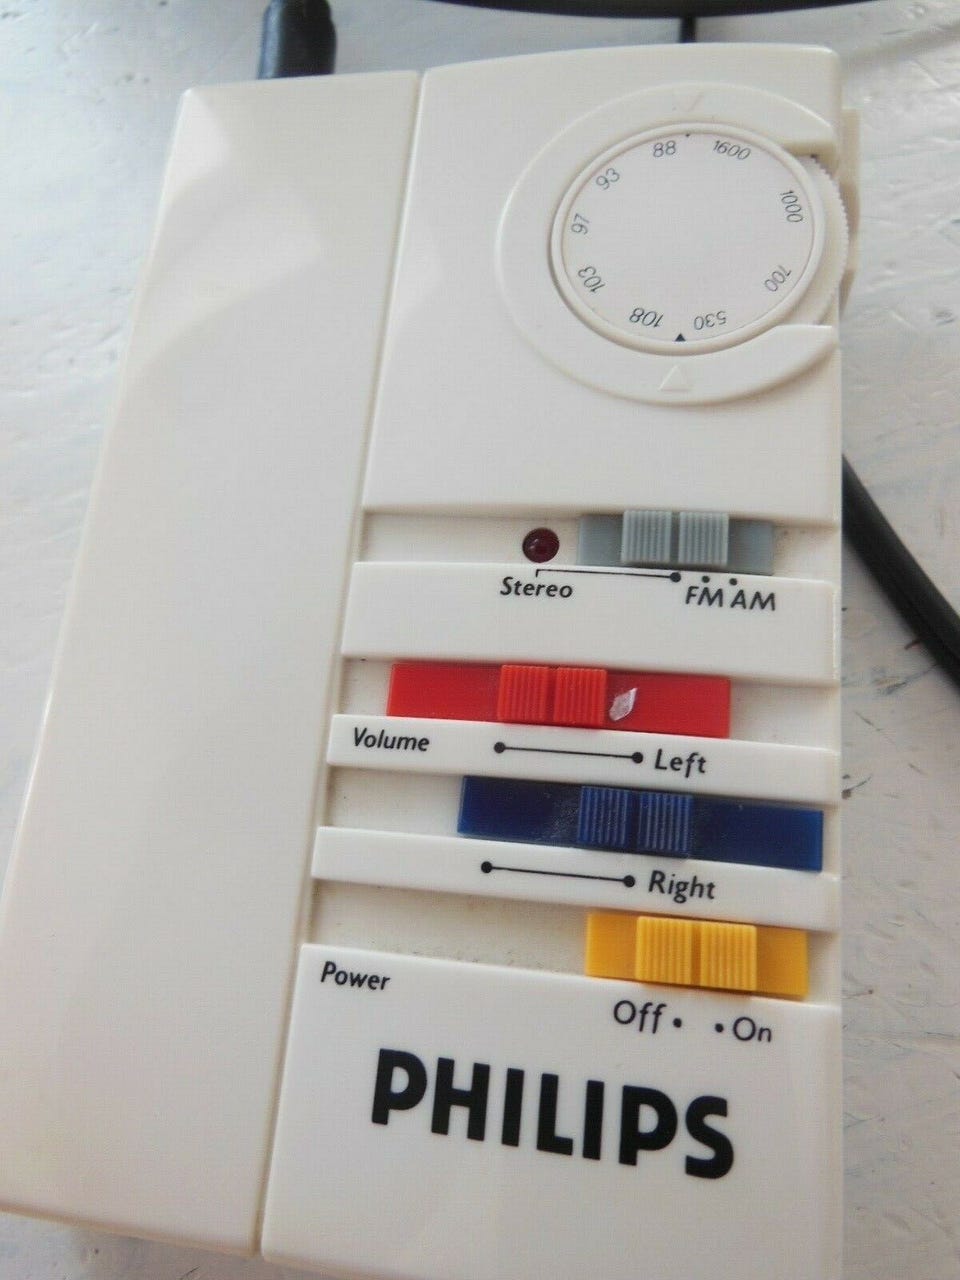 88 1600
93
97 1000
103 700
108 530
Stereo FM AM
Volume Left
Right
Power
Off On
PHILIPS